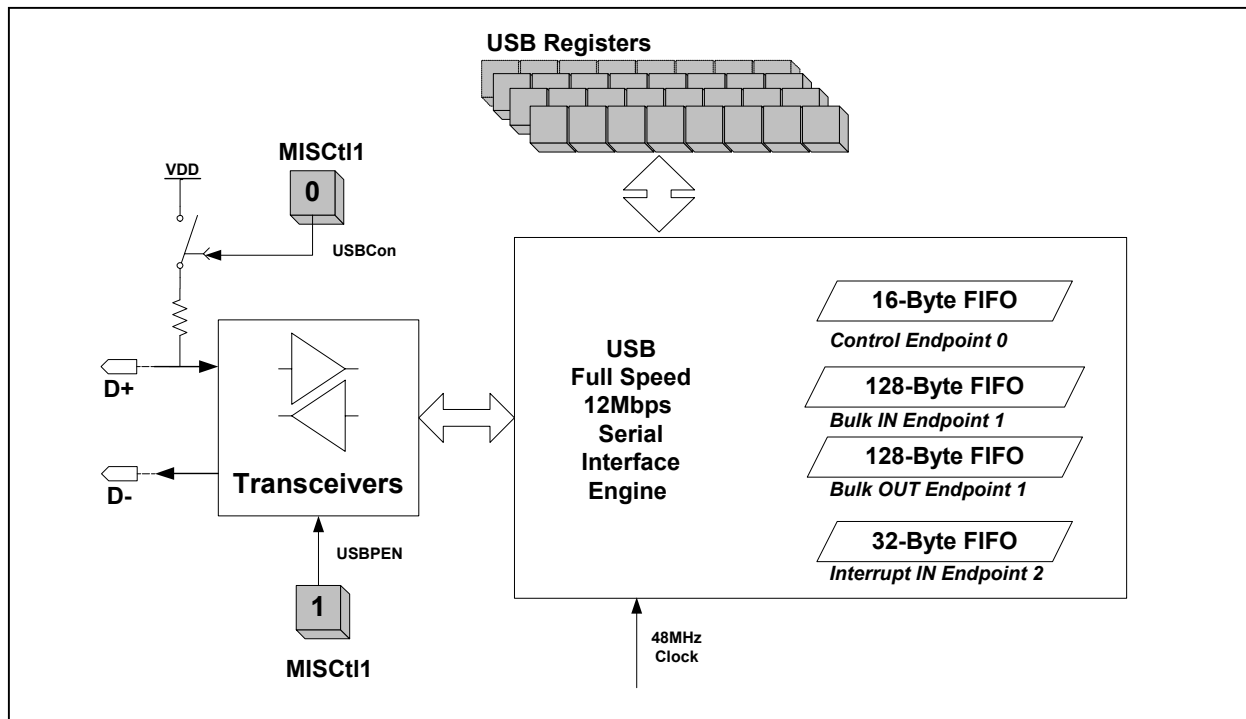 USB Registers
MISCtl1
0
VDD
USBCon
D+
D-
Transceivers
USBPEN
1
MISCtl1
USB
Full Speed
12Mbps
Serial
Interface
Engine
16-Byte FIFO
Control Endpoint 0
128-Byte FIFO
Bulk IN Endpoint 1
128-Byte FIFO
Bulk OUT Endpoint 1
32-Byte FIFO
Interrupt IN Endpoint 2
48MHz
Clock